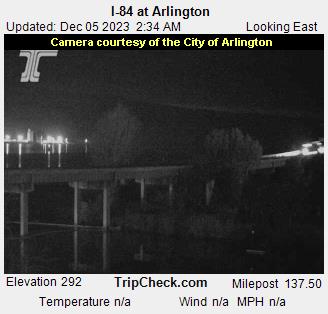 I-84 at Arlington
Updated: Dec 05 2023 2:34 AM Looking East
Camera courtesy of the City of Arlington
Elevation 292 TripCheck.com Milepost 137.50
Temperature n/a Wind n/a MPH n/a